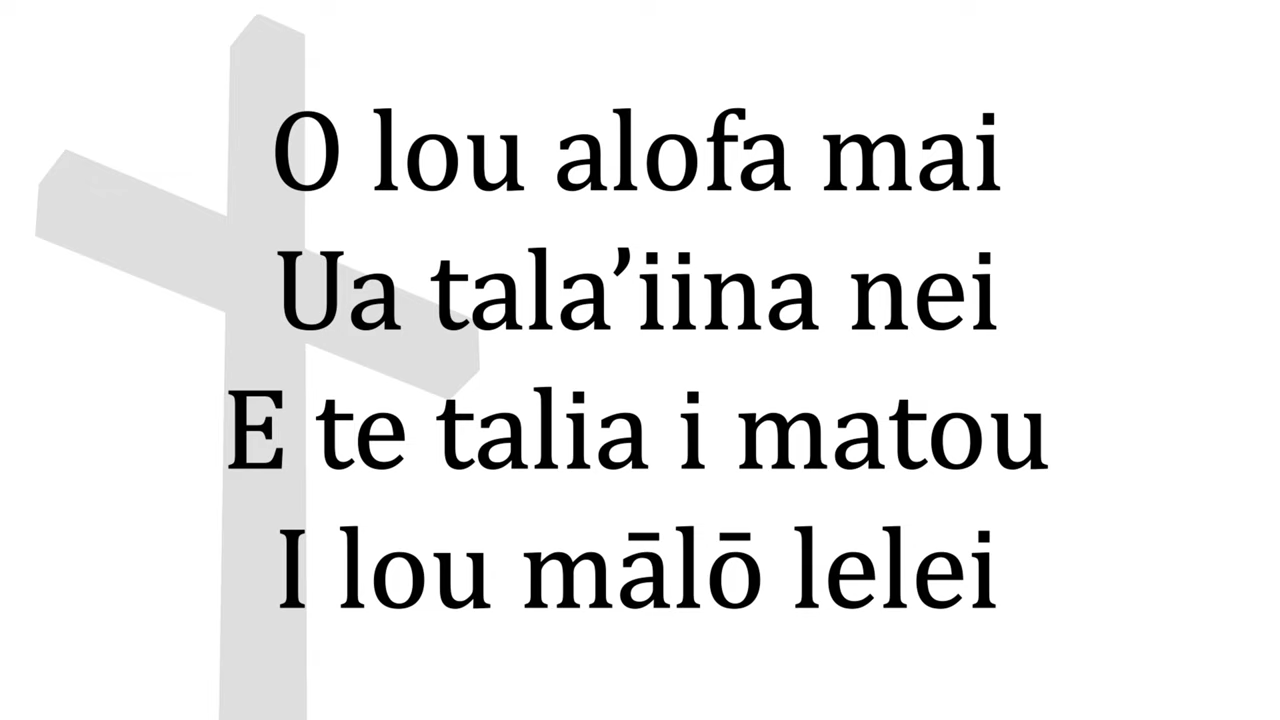 O lou alofa mai
Ua tala’iina nei
E te talia i matou
I lou mālō lelei